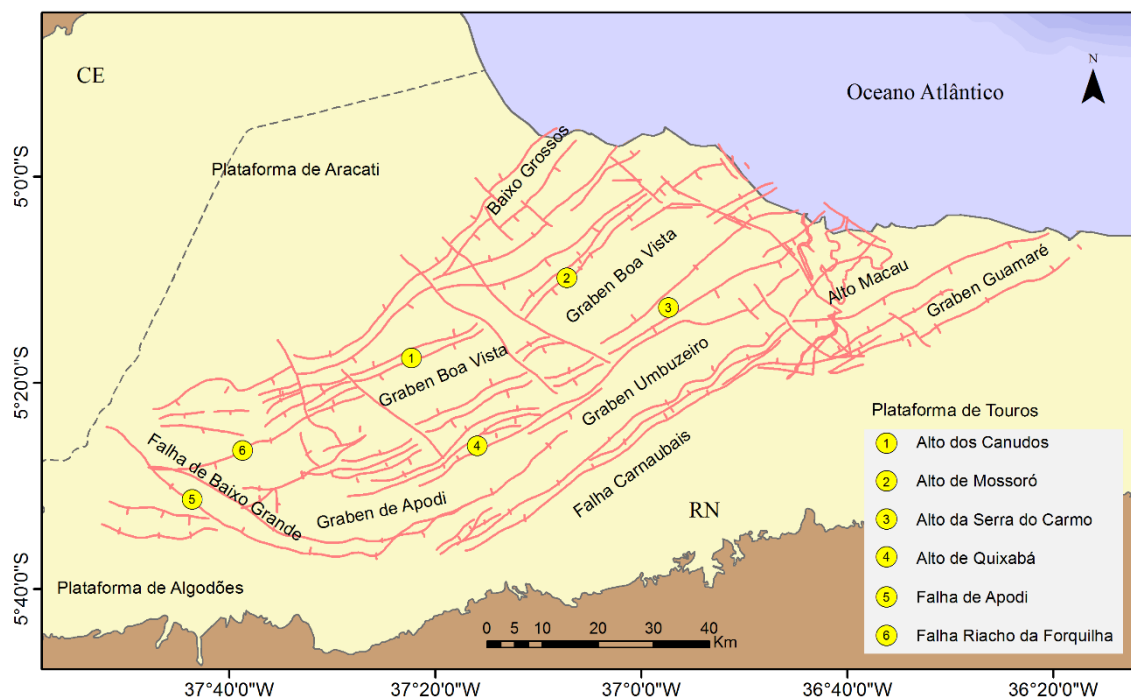 CE
N
Oceano Atlântico
Plataforma de Aracati
Baixo Grossos
5°0'0"S
2
Graben Boa Vista
3
Alto Macau
Graben Guamaré
1
Graben Boa Vista
5°20'0"S
Graben Umbuzeiro
Plataforma de Touros
6
4
Falha de Baixo Grande
Falha Carnaubais
5
Graben de Apodi
RN
5°40'0"S
Plataforma de Algodões
1 Alto dos Canudos
2 Alto de Mossoró
3 Alto da Serra do Carmo
4 Alto de Quixabá
5 Falha de Apodi
6 Falha Riacho da Forquilha
0 5 10 20 30 40
Km
37°40'0"W 37°20'0"W 37°0'0"W 36°40'0"W 36°20'0"W